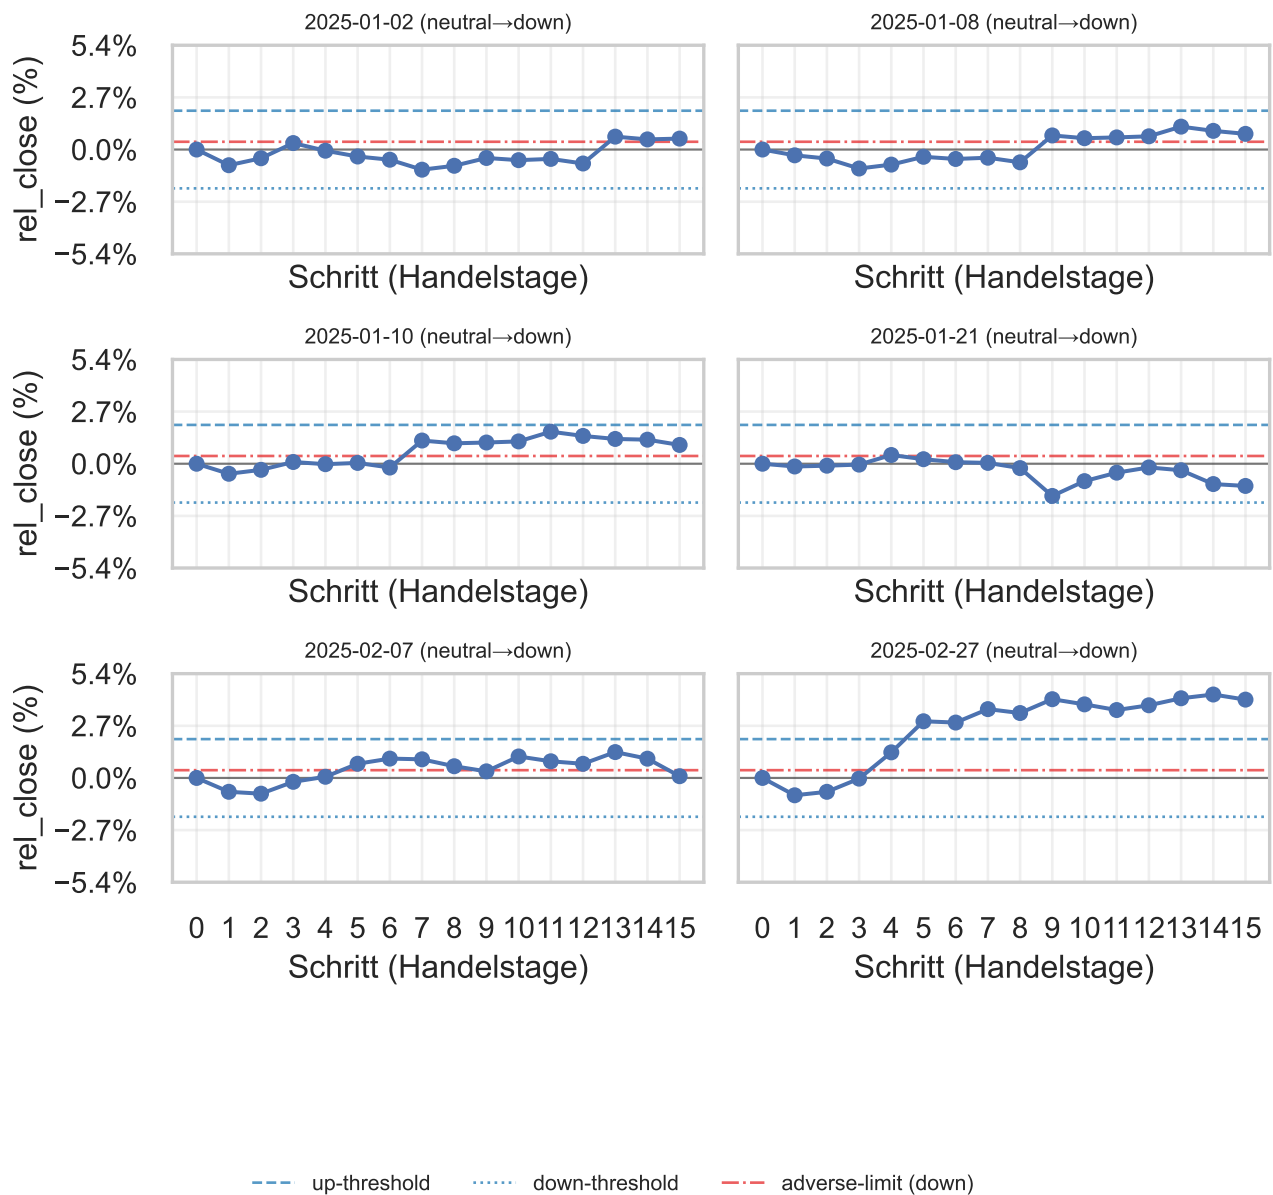 2025-01-02 (neutral→down)
2025-01-08 (neutral→down)
rel_close (%)
5.4%
2.7%
0.0%
−2.7%
−5.4%
Schritt (Handelstage)
Schritt (Handelstage)
2025-01-10 (neutral→down)
2025-01-21 (neutral→down)
rel_close (%)
5.4%
2.7%
0.0%
−2.7%
−5.4%
Schritt (Handelstage)
Schritt (Handelstage)
2025-02-07 (neutral→down)
2025-02-27 (neutral→down)
rel_close (%)
5.4%
2.7%
0.0%
−2.7%
−5.4%
0 1 2 3 4 5 6 7 8 9 10 11 12 13 14 15
0 1 2 3 4 5 6 7 8 9 10 11 12 13 14 15
Schritt (Handelstage)
Schritt (Handelstage)
up-threshold
down-threshold
adverse-limit (down)